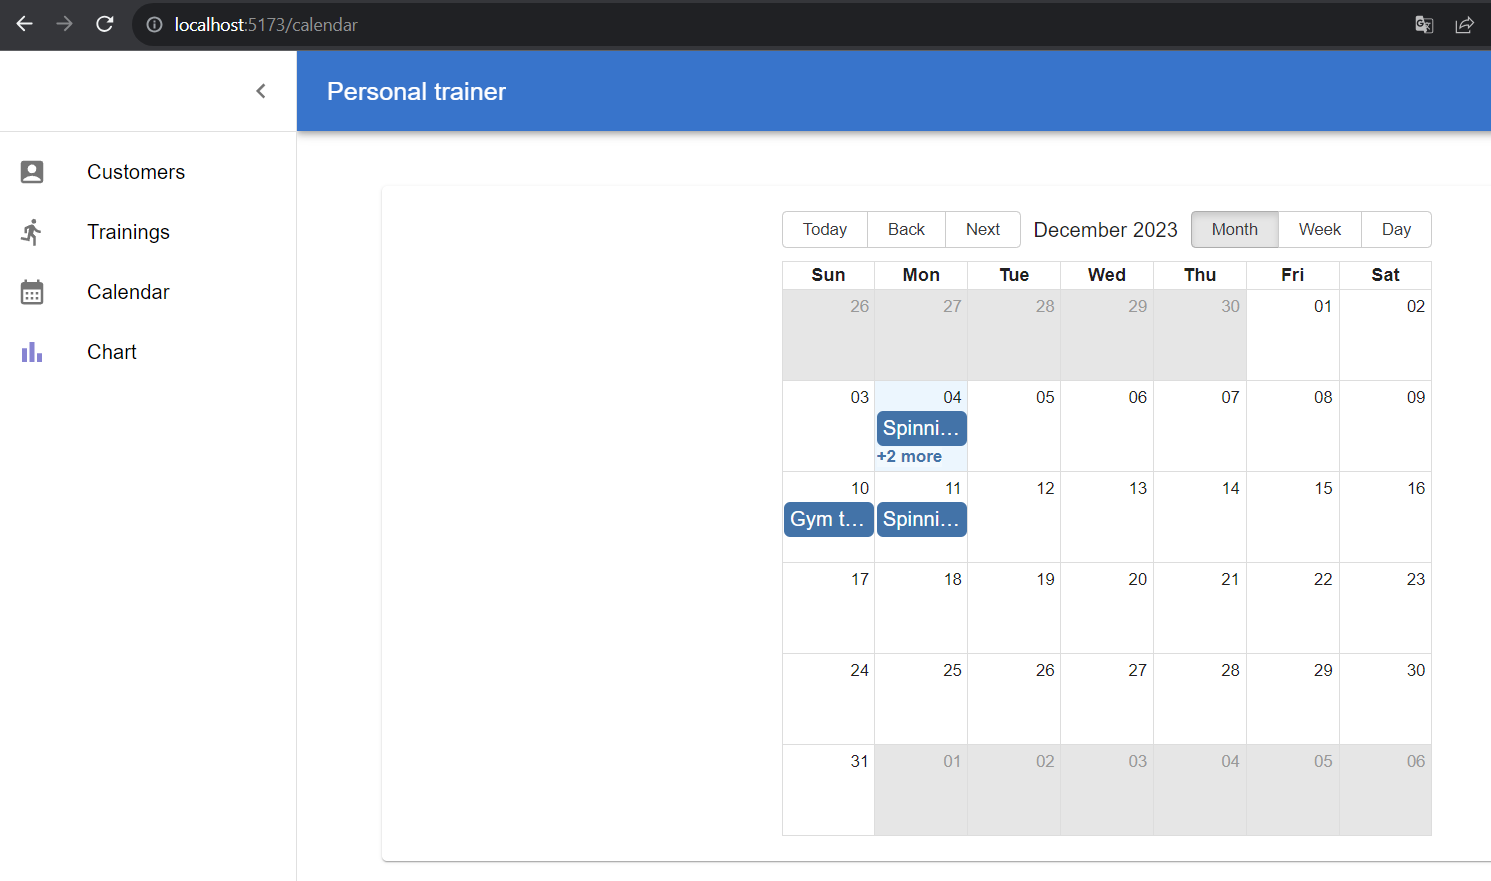 localhost:5173/calendar
Personal trainer
Customers
Trainings
Calendar
Chart
Today Back Next December 2023 Month Week Day
Sun Mon Tue Wed Thu Fri Sat
26 27 28 29 30 01 02
03 04 05 06 07 08 09
Spinni...
+2 more
10 11 12 13 14 15 16
Gym t... Spinni...
17 18 19 20 21 22 23
24 25 26 27 28 29 30
31 01 02 03 04 05 06